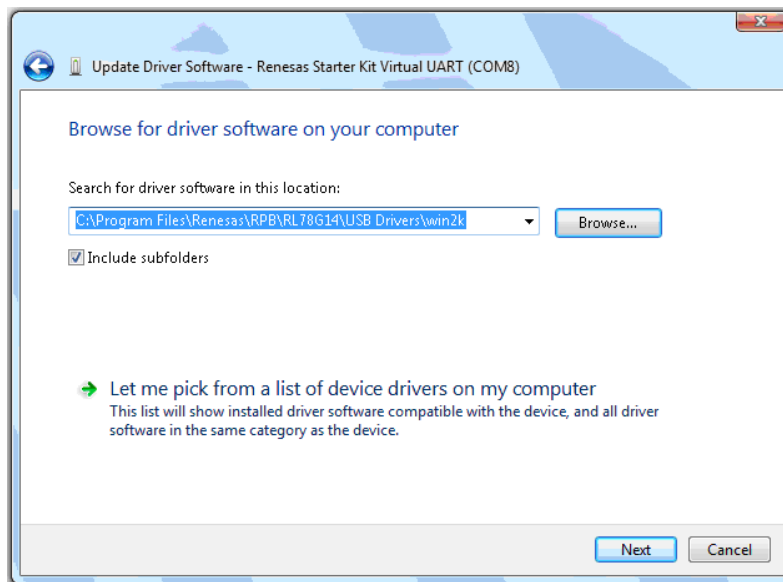 Update Driver Software - Renesas Starter Kit Virtual UART (COM8)
Browse for driver software on your computer
Search for driver software in this location:
C:\Program Files\Renesas\RPB\RL78G14\USB Drivers\win2k
Browse...
Include subfolders
Let me pick from a list of device drivers on my computer
This list will show installed driver software compatible with the device, and all driver
software in the same category as the device.
Next
Cancel